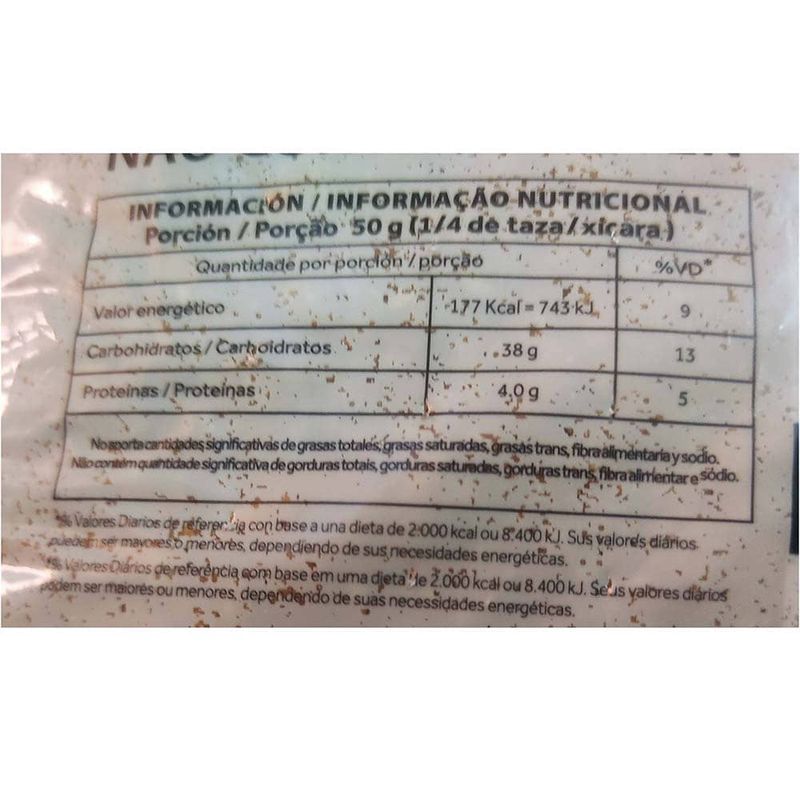 INFORMACIÓN / INFORMAÇÃO NUTRICIONAL
Porción / Porção 50 g (1/4 de taza / xícara)
Quantidade por porción / porção %VD*
Valor energético 177 Kcal = 743 kJ 9
Carbohidratos / Carboidratos 38 g 13
Proteínas / Proteínas 4,0 g 5
No aporta cantidades significativas de grasas totales, grasas saturadas, grasas trans, fibra alimentaria y sodio.
Não contém quantidade significativa de gorduras totais, gorduras saturadas, gorduras trans, fibra alimentar e sódio.
*% Valores Diarios de referencia con base a una dieta de 2.000 kcal ou 8.400 kJ. Sus valores diários
pueden ser mayores o menores, dependiendo de sus necesidades energéticas.
*% Valores Diários de referência com base em uma dieta de 2.000 kcal ou 8.400 kJ. Seus valores diários
podem ser maiores ou menores, dependendo de suas necessidades energéticas.